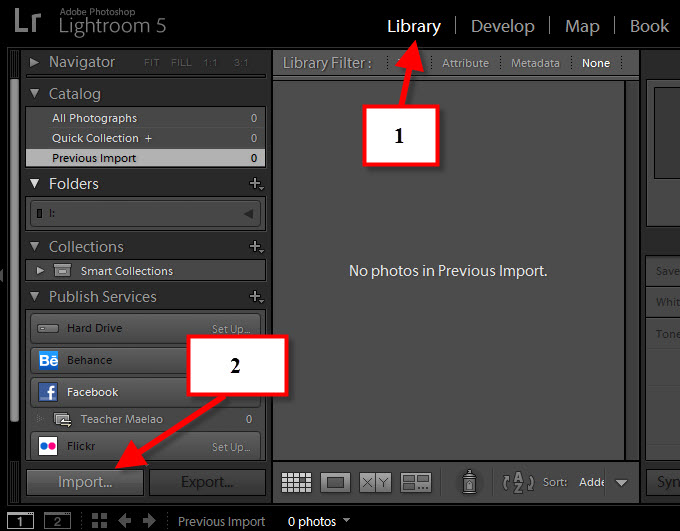 Lr Adobe Photoshop
Lightroom 5
Library | Develop | Map | Book
Navigator FIT FILL 1:1 3:1
Library Filter : Attribute Metadata None
Catalog
All Photographs 0
Quick Collection + 0
Previous Import 0
Folders
I:
Collections
Smart Collections
Publish Services
Hard Drive Set Up...
Bē Behance
f Facebook
Teacher Maelao 0
Flickr Set Up...
Import... Export...
1
2
No photos in Previous Import.
X Y
A Z Sort: Adde
Save
Whit
Tone
Syn
1 2 Previous Import 0 photos